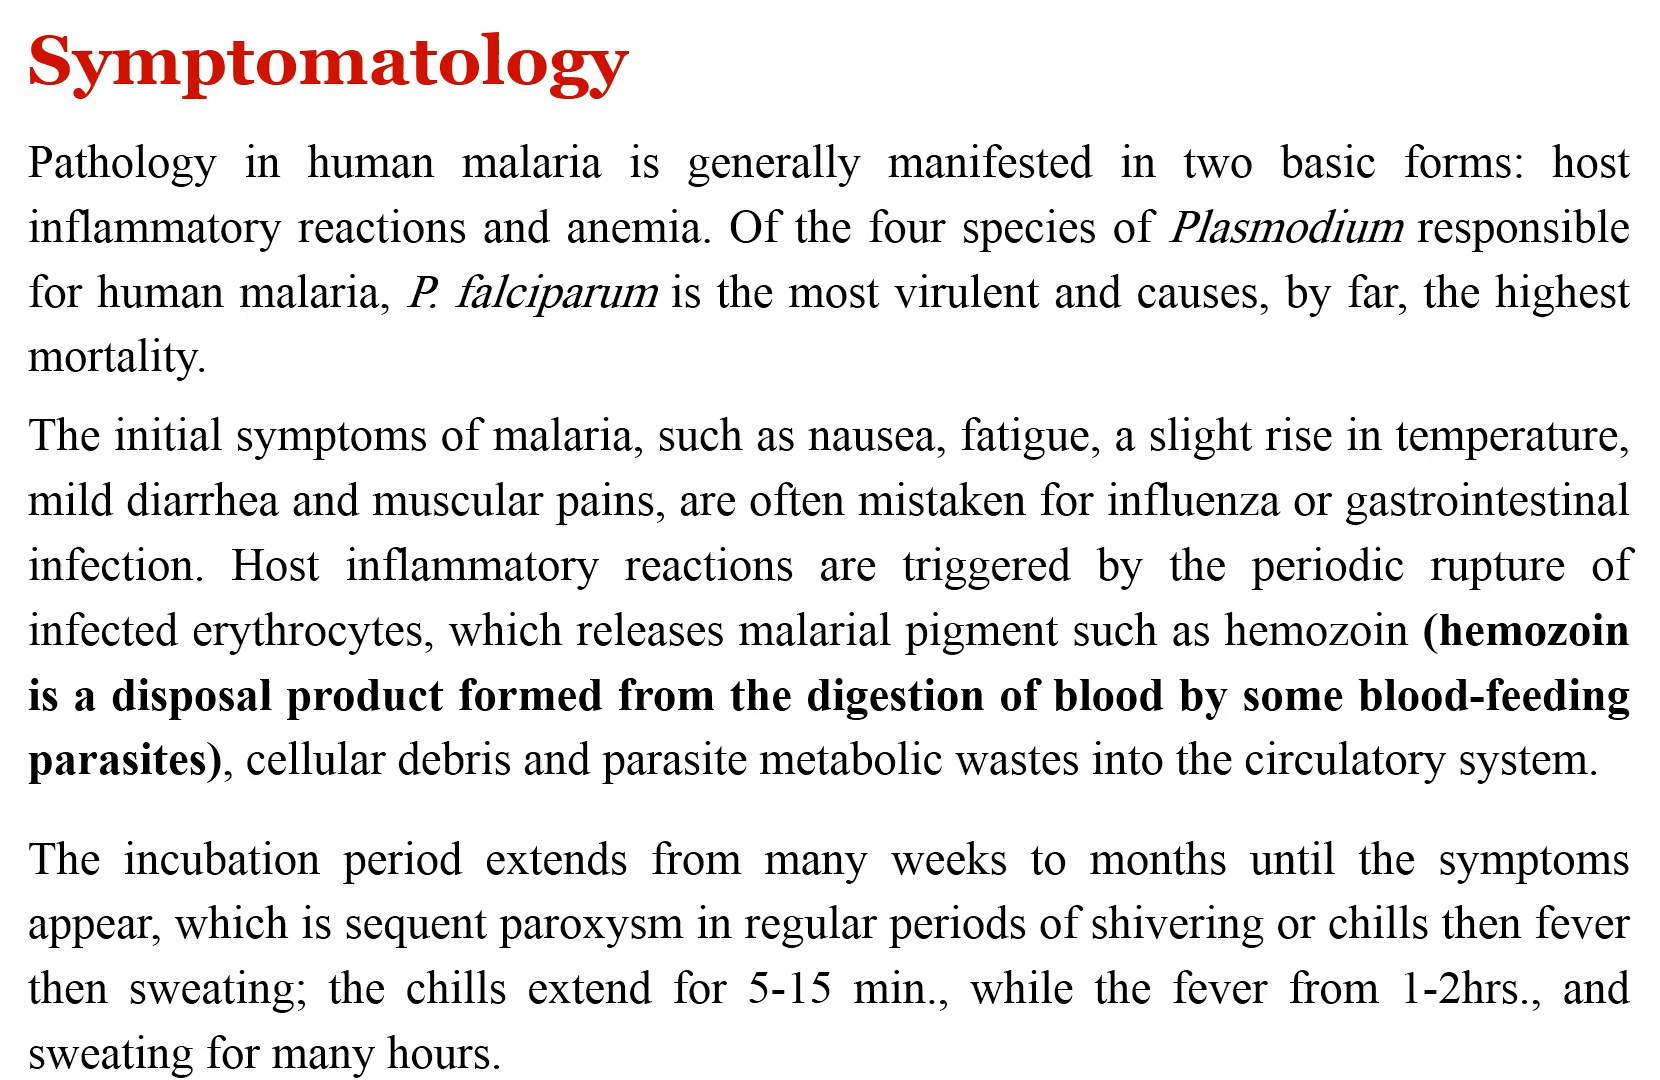 Symptomatology
Pathology in human malaria is generally manifested in two basic forms: host
inflammatory reactions and anemia. Of the four species of Plasmodium responsible
for human malaria, P. falciparum is the most virulent and causes, by far, the highest
mortality.
The initial symptoms of malaria, such as nausea, fatigue, a slight rise in temperature,
mild diarrhea and muscular pains, are often mistaken for influenza or gastrointestinal
infection. Host inflammatory reactions are triggered by the periodic rupture of
infected erythrocytes, which releases malarial pigment such as hemozoin (hemozoin
is a disposal product formed from the digestion of blood by some blood-feeding
parasites), cellular debris and parasite metabolic wastes into the circulatory system.
The incubation period extends from many weeks to months until the symptoms
appear, which is sequent paroxysm in regular periods of shivering or chills then fever
then sweating; the chills extend for 5-15 min., while the fever from 1-2hrs., and
sweating for many hours.